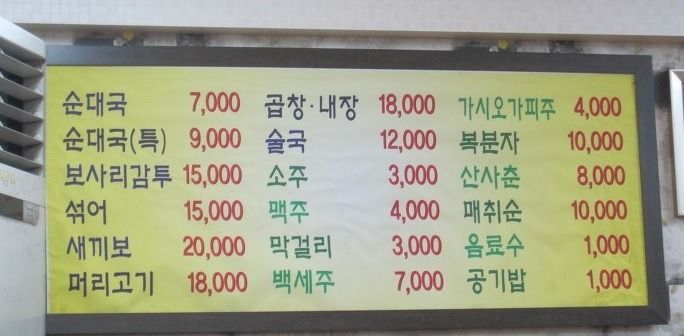 순대국 7,000 곱창·내장 18,000 가시오가피주 4,000
순대국(특) 9,000 술국 12,000 복분자 10,000
보사리감투 15,000 소주 3,000 산사춘 8,000
섞어 15,000 맥주 4,000 매취순 10,000
새끼보 20,000 막걸리 3,000 음료수 1,000
머리고기 18,000 백세주 7,000 공기밥 1,000